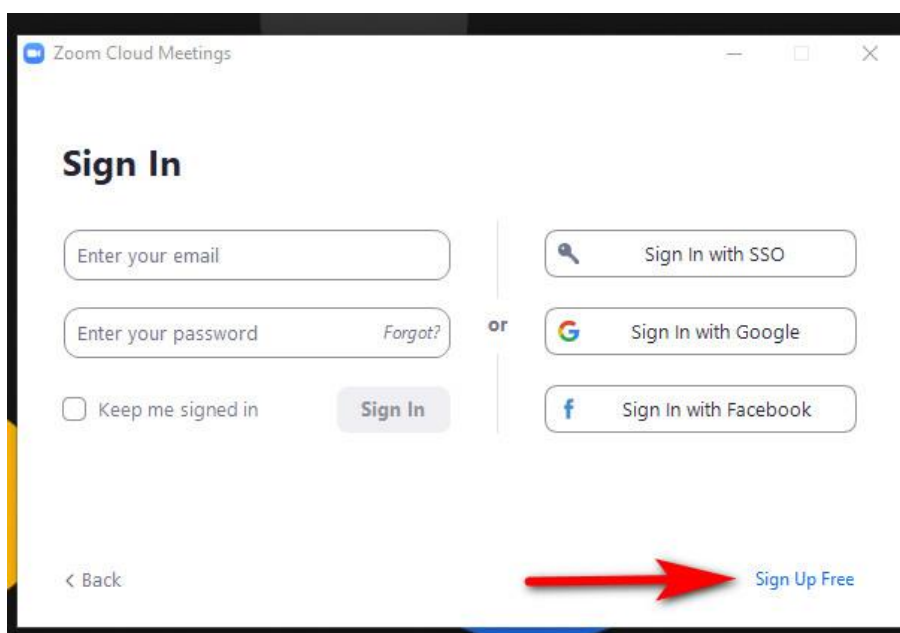 Zoom Cloud Meetings
Sign In
Enter your email
Enter your password Forgot?
Keep me signed in Sign In
or
Sign In with SSO
Sign In with Google
Sign In with Facebook
< Back
Sign Up Free